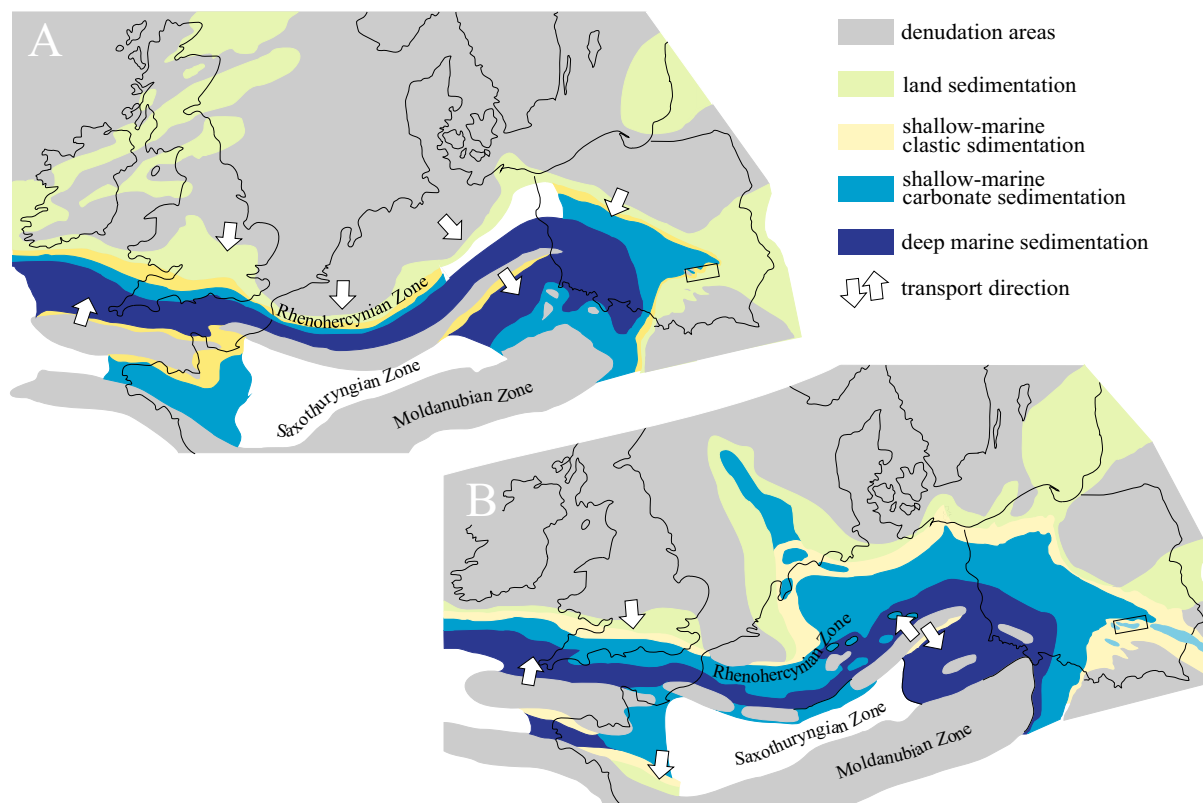 A
Rhenohercynian Zone
Saxothuryngian Zone
Moldanubian Zone
denudation areas
land sedimentation
shallow-marine
clastic sdimentation
shallow-marine
carbonate sedimentation
deep marine sedimentation
transport direction
B
Rhenohercynian Zone
Saxothuryngian Zone
Moldanubian Zone